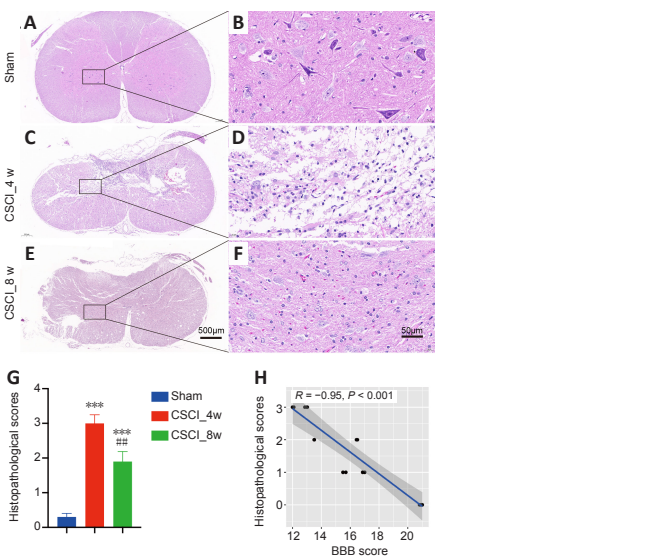 A
B
Sham
C
D
CSCI_4 w
E
F
CSCI_8 w
500μm
50μm
G
Histopathological scores
4
3
2
1
0
***
***
##
Sham
CSCI_4w
CSCI_8w
H
R = −0.95, P < 0.001
Histopathological scores
3
2
1
0
12
14
16
18
20
BBB score